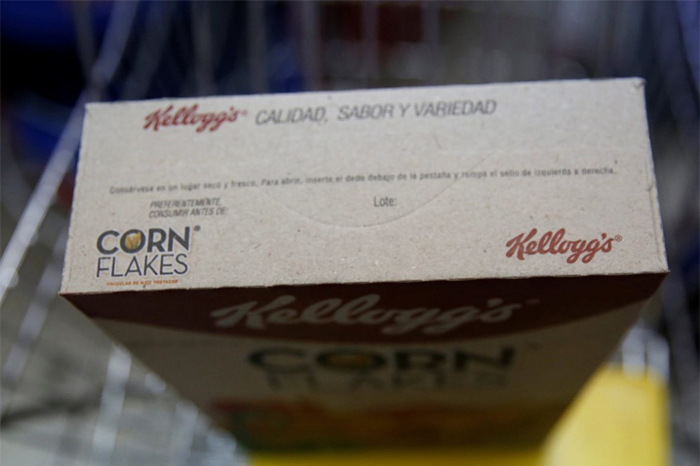 Kellogg's® CALIDAD, SABOR Y VARIEDAD
Consérvese en un lugar seco y fresco. Para abrir, inserte el dedo debajo de la pestaña y rompa el sello de izquierda a derecha.
PREFERENTEMENTE,
CONSUMIR ANTES DE:
Lote:
CORN®
FLAKES
Kellogg's®
Kellogg's
CORN
FLAKES